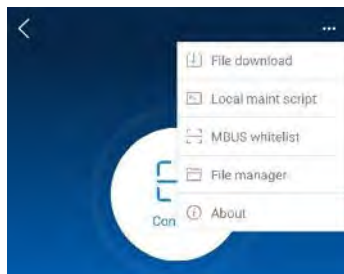 File download
Local maint script
MBUS whitelist
File manager
Con
About